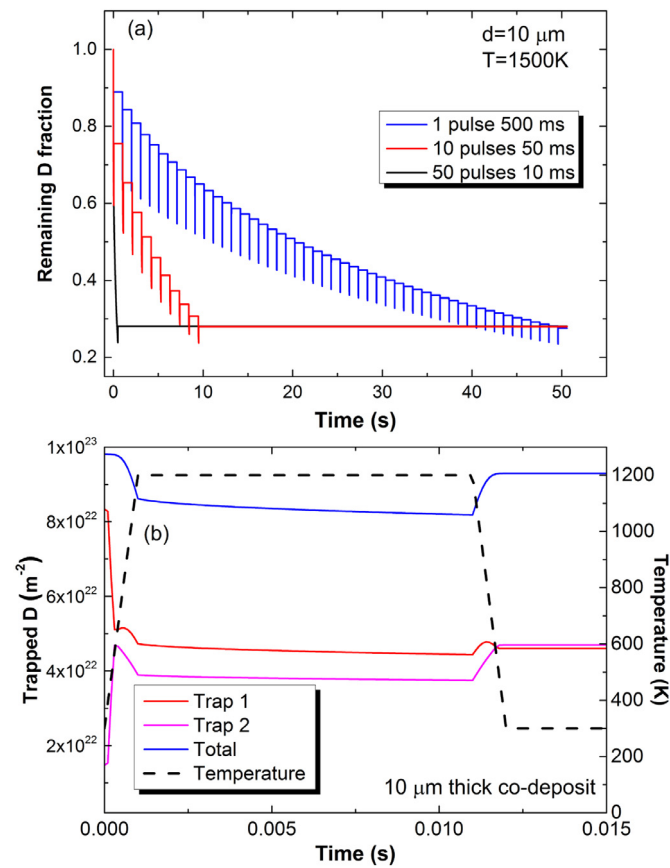 (a)
d=10 μm
T=1500K
1 pulse 500 ms
10 pulses 50 ms
50 pulses 10 ms
Remaining D fraction
1.0
0.8
0.6
0.4
0.2
0
10
20
30
40
50
Time (s)
(b)
Trapped D (m⁻²)
1x10²³
8x10²²
6x10²²
4x10²²
2x10²²
Temperature (K)
1200
1000
800
600
400
200
0
Trap 1
Trap 2
Total
Temperature
10 μm thick co-deposit
0.000
0.005
0.010
0.015
Time (s)